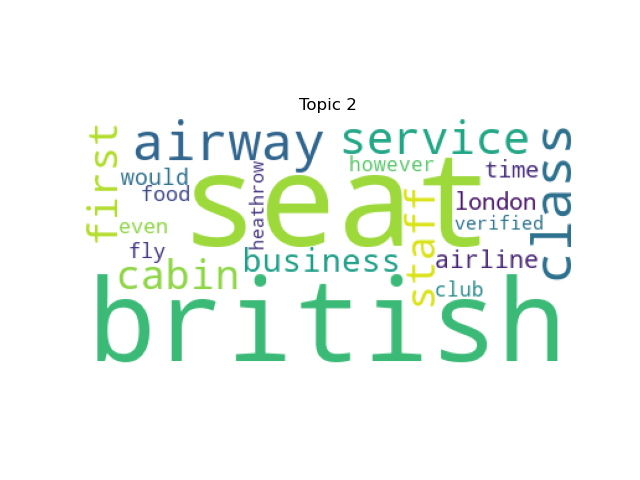 Topic 2
airway
service
first
class
however
would
time
seat
food
heathrow
staff
london
even
verified
fly
business
airline
cabin
club
british